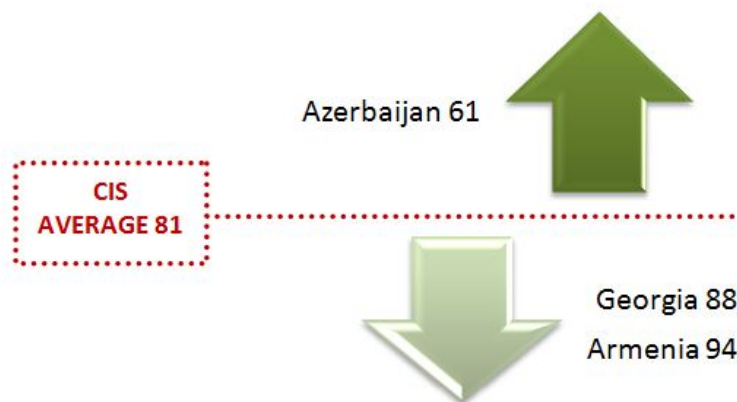 Azerbaijan 61
CIS
AVERAGE 81
Georgia 88
Armenia 94